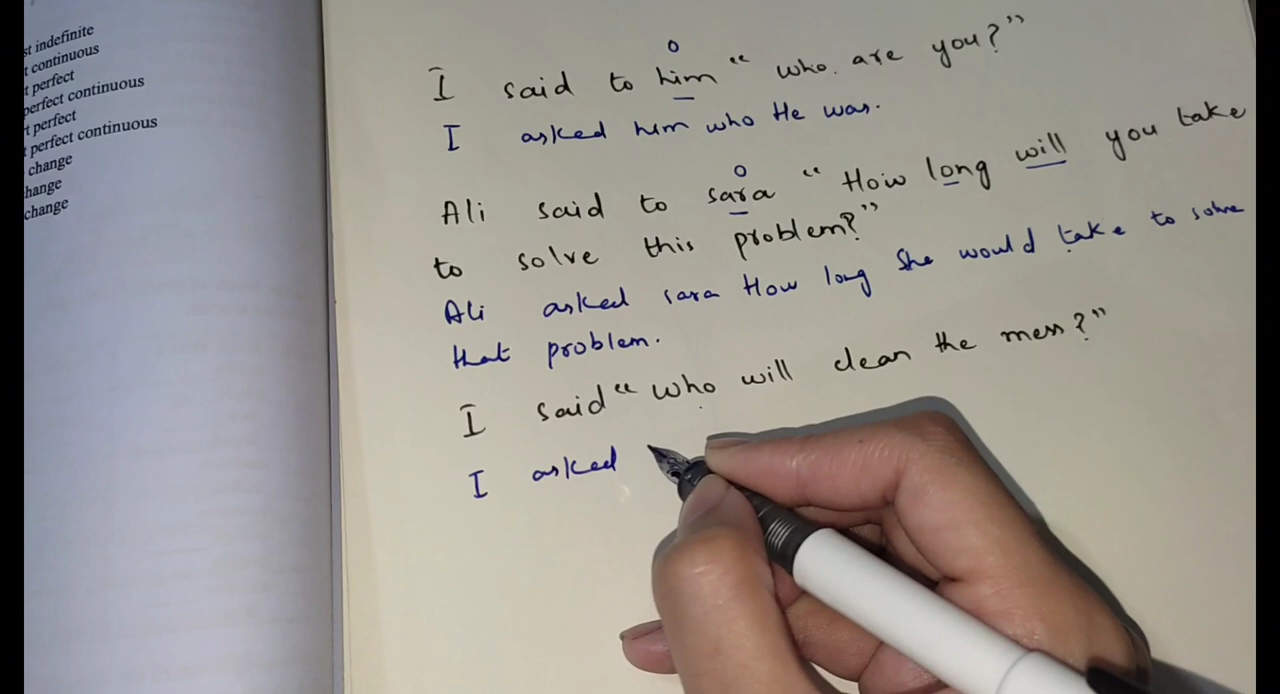 st indefinite
t continuous
t perfect
perfect continuous
t perfect
t perfect continuous
change
hange
change
I said to him “ who are you?”
I asked him who He was.
Ali said to sara “ How long will you take
to solve this problem?”
Ali asked sara How long She would take to solve
that problem.
I said “ who will clean the mess?”
I asked